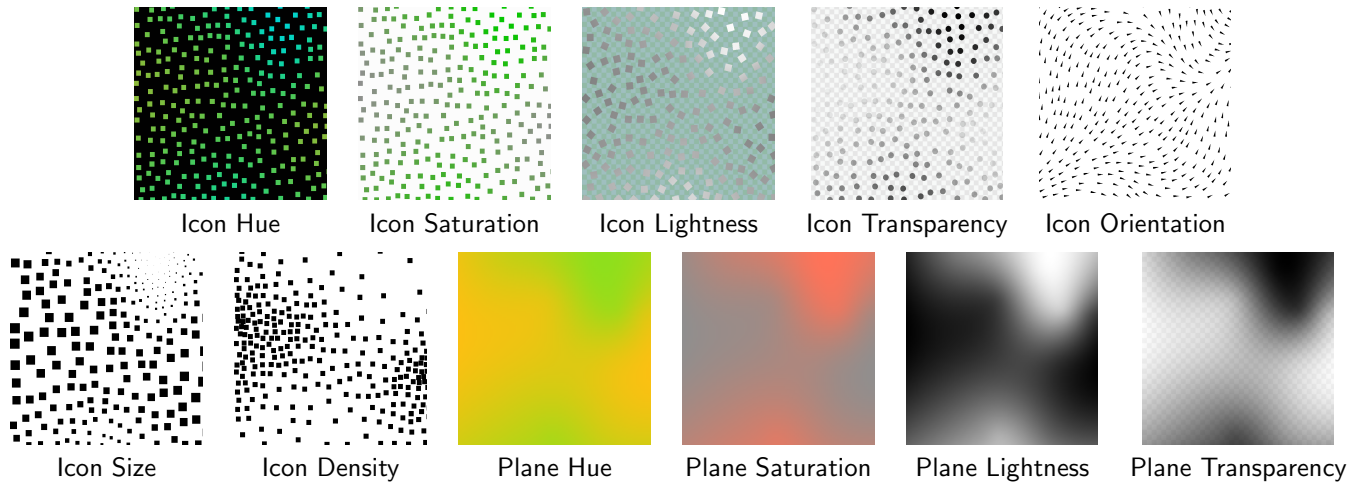 Icon Hue
Icon Saturation
Icon Lightness
Icon Transparency
Icon Orientation
Icon Size
Icon Density
Plane Hue
Plane Saturation
Plane Lightness
Plane Transparency